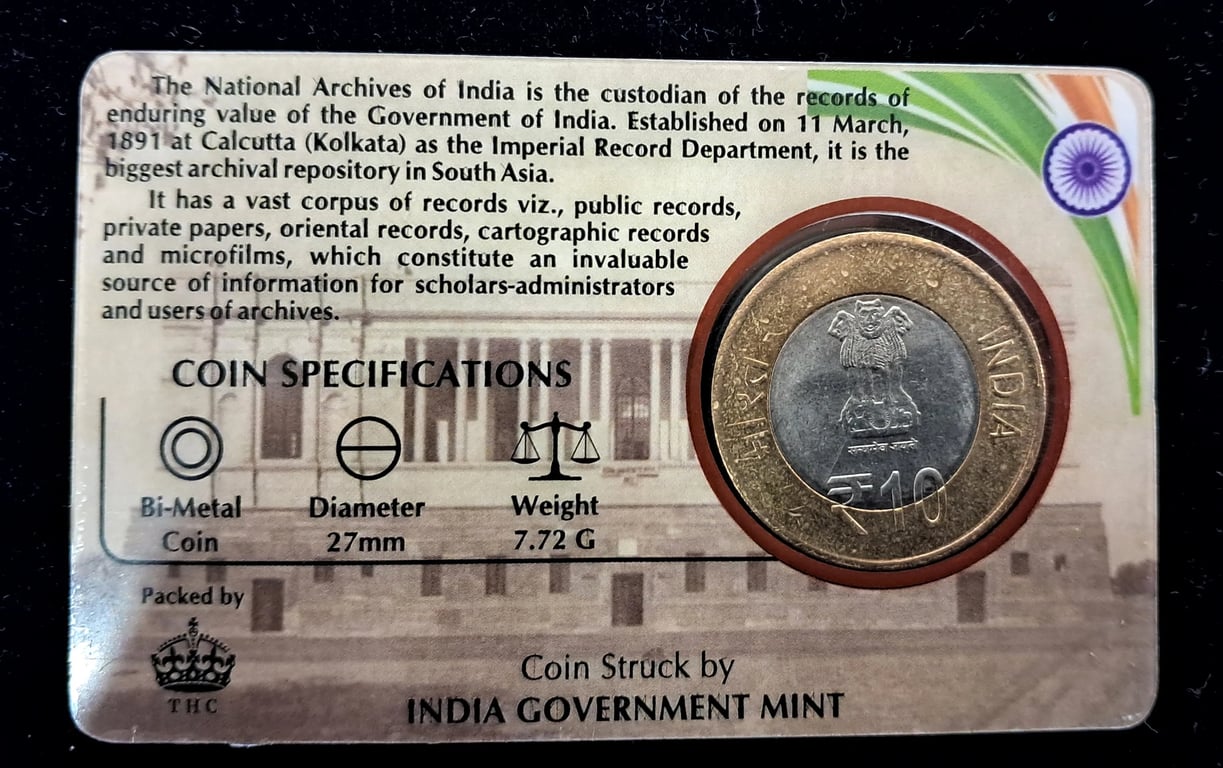 The National Archives of India is the custodian of the records of
enduring value of the Government of India. Established on 11 March,
1891 at Calcutta (Kolkata) as the Imperial Record Department, it is the
biggest archival repository in South Asia.
It has a vast corpus of records viz., public records,
private papers, oriental records, cartographic records
and microfilms, which constitute an invaluable
source of information for scholars-administrators
and users of archives.
COIN SPECIFICATIONS
Bi-Metal
Coin
Diameter
27mm
Weight
7.72 G
भारत
INDIA
सत्यमेव जयते
₹10
Packed by
THC
Coin Struck by
INDIA GOVERNMENT MINT